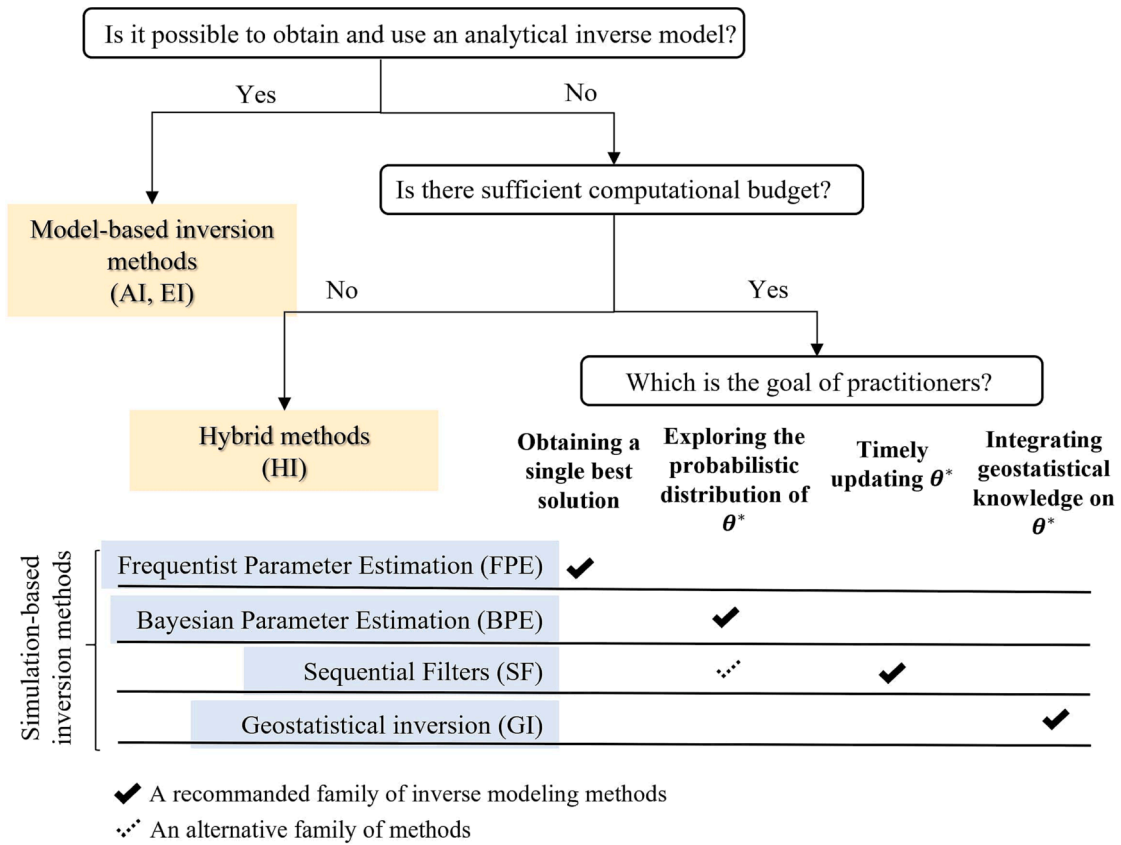 Is it possible to obtain and use an analytical inverse model?
Yes
No
Is there sufficient computational budget?
Model-based inversion
methods
(AI, EI)
No
Yes
Which is the goal of practitioners?
Hybrid methods
(HI)
Obtaining a
single best
solution
Exploring the
probabilistic
distribution of
θ*
Timely
updating θ*
Integrating
geostatistical
knowledge on
θ*
Simulation-based
inversion methods
Frequentist Parameter Estimation (FPE)
Bayesian Parameter Estimation (BPE)
Sequential Filters (SF)
Geostatistical inversion (GI)
A recommanded family of inverse modeling methods
An alternative family of methods